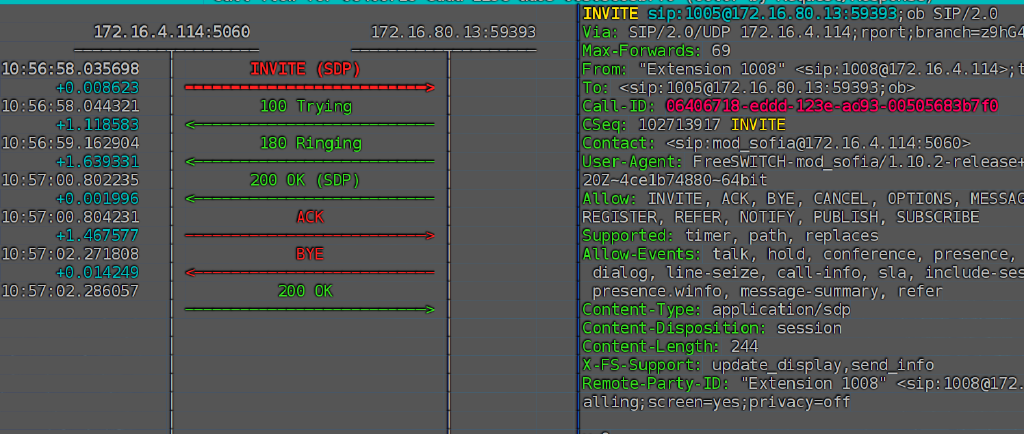 172.16.4.114:5060 172.16.80.13:59393
10:56:58.035698 INVITE (SDP)
+0.008623
10:56:58.044321 100 Trying
+1.118583
10:56:59.162904 180 Ringing
+1.639331
10:57:00.802235 200 OK (SDP)
+0.001996
10:57:00.804231 ACK
+1.467577
10:57:02.271808 BYE
+0.014249
10:57:02.286057 200 OK
INVITE sip:1005@172.16.80.13:59393;ob SIP/2.0
Via: SIP/2.0/UDP 172.16.4.114;rport;branch=z9hG4
Max-Forwards: 69
From: "Extension 1008" <sip:1008@172.16.4.114>;t
To: <sip:1005@172.16.80.13:59393;ob>
Call-ID: 06406718-eddd-123e-ad93-00505683b7f0
CSeq: 102713917 INVITE
Contact: <sip:mod_sofia@172.16.4.114:5060>
User-Agent: FreeSWITCH-mod_sofia/1.10.2-release+
20Z~4ce1b74880~64bit
Allow: INVITE, ACK, BYE, CANCEL, OPTIONS, MESSAG
REGISTER, REFER, NOTIFY, PUBLISH, SUBSCRIBE
Supported: timer, path, replaces
Allow-Events: talk, hold, conference, presence,
dialog, line-seize, call-info, sla, include-ses
presence.winfo, message-summary, refer
Content-Type: application/sdp
Content-Disposition: session
Content-Length: 244
X-FS-Support: update_display,send_info
Remote-Party-ID: "Extension 1008" <sip:1008@172.
alling;screen=yes;privacy=off